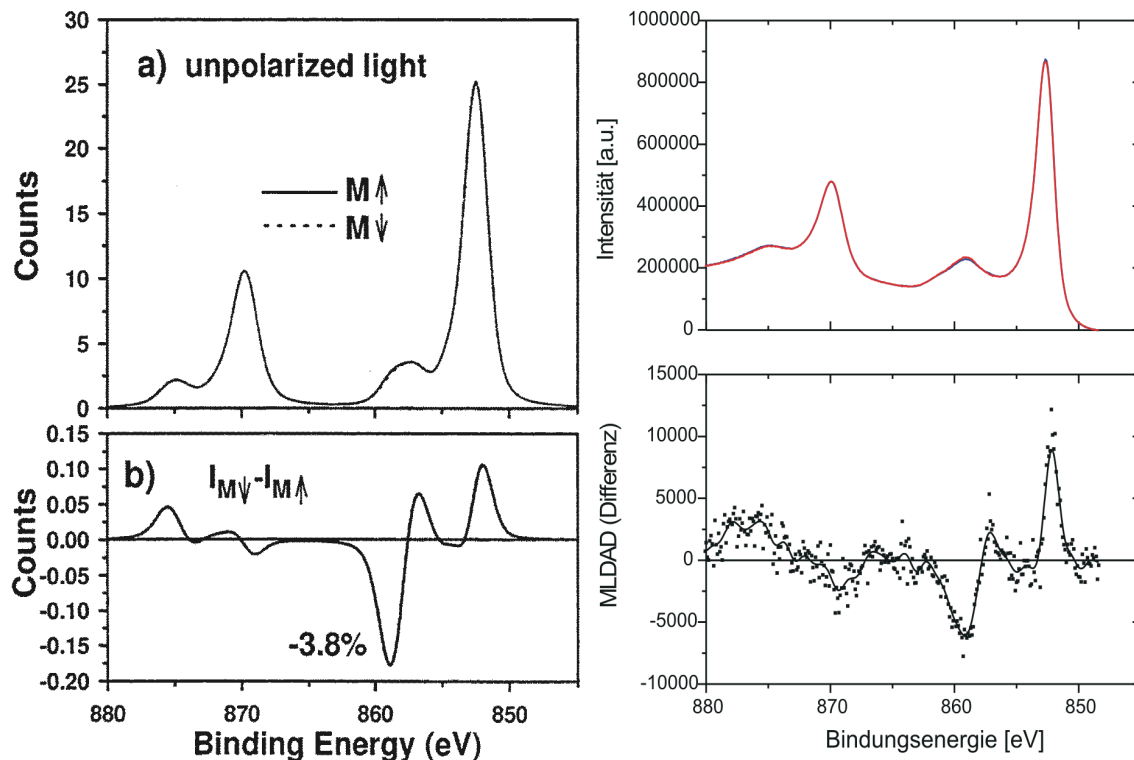 a) unpolarized light
M↑
M↓
Counts
30
25
20
15
10
5
0
b) I_M↓-I_M↑
-3.8%
Counts
0.15
0.10
0.05
0.00
-0.05
-0.10
-0.15
-0.20
880 870 860 850
Binding Energy (eV)
Intensität [a.u.]
1000000
800000
600000
400000
200000
0
MLDAD (Differenz)
15000
10000
5000
0
-5000
-10000
880 870 860 850
Bindungsenergie [eV]